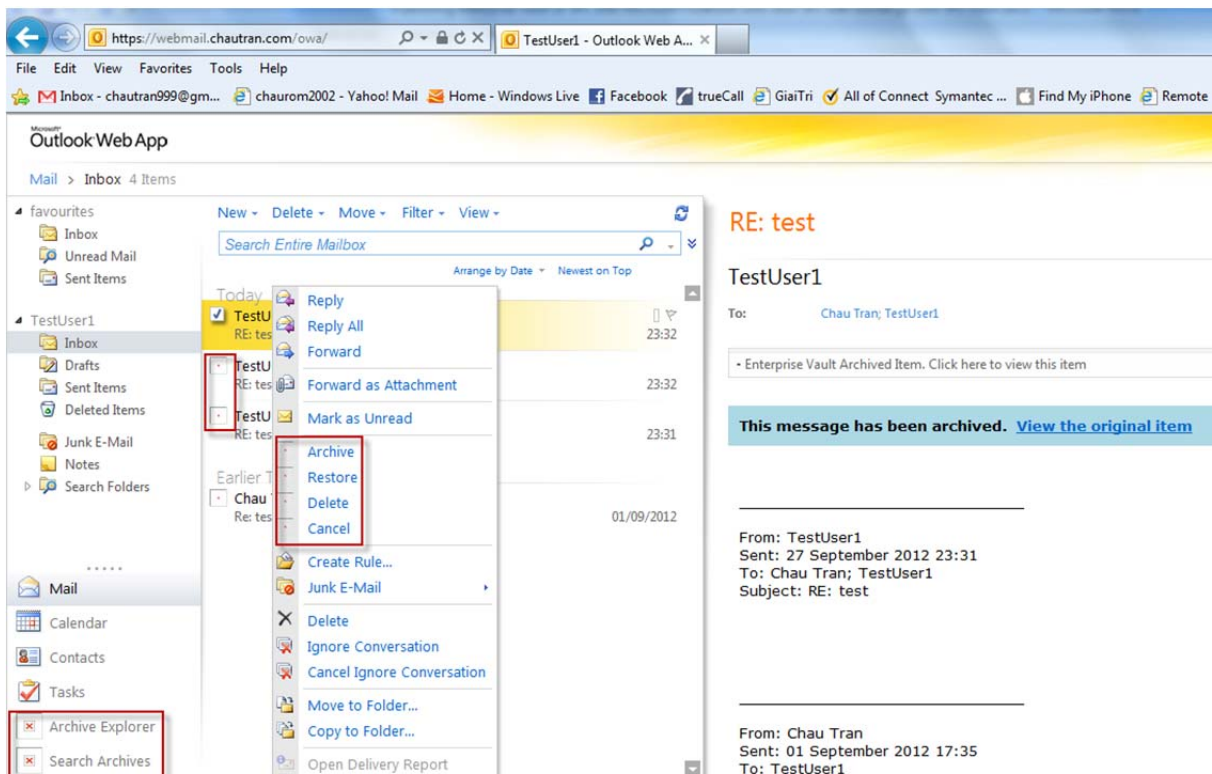 https://webmail.chautran.com/owa/
TestUser1 - Outlook Web A...
File Edit View Favorites Tools Help
Inbox - chautran999@gm... chaurom2002 - Yahoo! Mail Home - Windows Live Facebook trueCall GiaiTri All of Connect Symantec ... Find My iPhone Remote
Microsoft
Outlook Web App
Mail > Inbox 4 Items
favourites
Inbox
Unread Mail
Sent Items
TestUser1
Inbox
Drafts
Sent Items
Deleted Items
Junk E-Mail
Notes
Search Folders
Mail
Calendar
Contacts
Tasks
Archive Explorer
Search Archives
New Delete Move Filter View
Search Entire Mailbox
Arrange by Date Newest on Top
Today
TestU
RE: tes
23:32
TestU
RE: tes
23:32
TestU
RE: tes
23:31
Earlier T
Chau
Re: tes
01/09/2012
Reply
Reply All
Forward
Forward as Attachment
Mark as Unread
Archive
Restore
Delete
Cancel
Create Rule...
Junk E-Mail
Delete
Ignore Conversation
Cancel Ignore Conversation
Move to Folder...
Copy to Folder...
Open Delivery Report
RE: test
TestUser1
To: Chau Tran; TestUser1
- Enterprise Vault Archived Item. Click here to view this item
This message has been archived. View the original item
From: TestUser1
Sent: 27 September 2012 23:31
To: Chau Tran; TestUser1
Subject: RE: test
From: Chau Tran
Sent: 01 September 2012 17:35
To: TestUser1